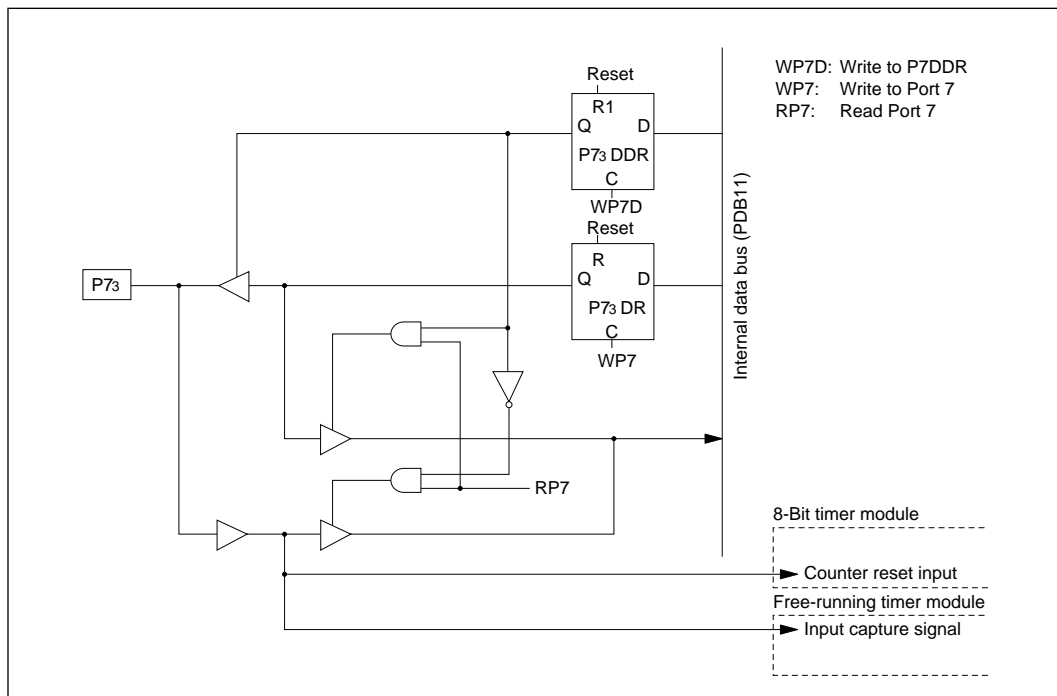 WP7D: Write to P7DDR
WP7: Write to Port 7
RP7: Read Port 7
Reset
R1
Q D
P73 DDR
C
WP7D
Reset
R
Q D
P73 DR
C
WP7
P73
Internal data bus (PDB11)
RP7
8-Bit timer module
Counter reset input
Free-running timer module
Input capture signal